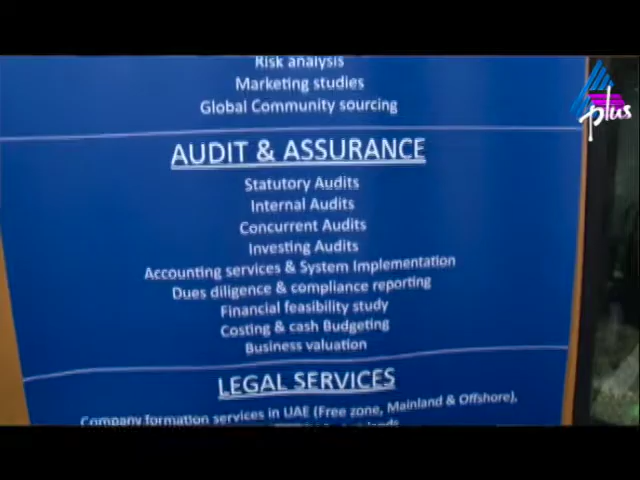 Risk analysis
Marketing studies
Global Community sourcing
plus
AUDIT & ASSURANCE
Statutory Audits
Internal Audits
Concurrent Audits
Investing Audits
Accounting services & System Implementation
Dues diligence & compliance reporting
Financial feasibility study
Costing & cash Budgeting
Business valuation
LEGAL SERVICES
Company formation services in UAE (Free zone, Mainland & Offshore),